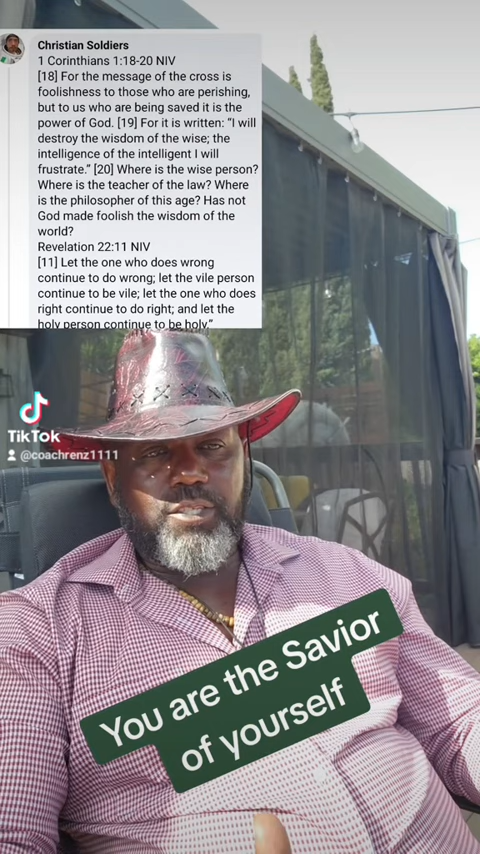 Christian Soldiers
1 Corinthians 1:18-20 NIV
[18] For the message of the cross is
foolishness to those who are perishing,
but to us who are being saved it is the
power of God. [19] For it is written: “I will
destroy the wisdom of the wise; the
intelligence of the intelligent I will
frustrate.” [20] Where is the wise person?
Where is the teacher of the law? Where
is the philosopher of this age? Has not
God made foolish the wisdom of the
world?
Revelation 22:11 NIV
[11] Let the one who does wrong
continue to do wrong; let the vile person
continue to be vile; let the one who does
right continue to do right; and let the
holy person continue to be holy.”
TikTok
@coachrenz1111
You are the Savior
of yourself